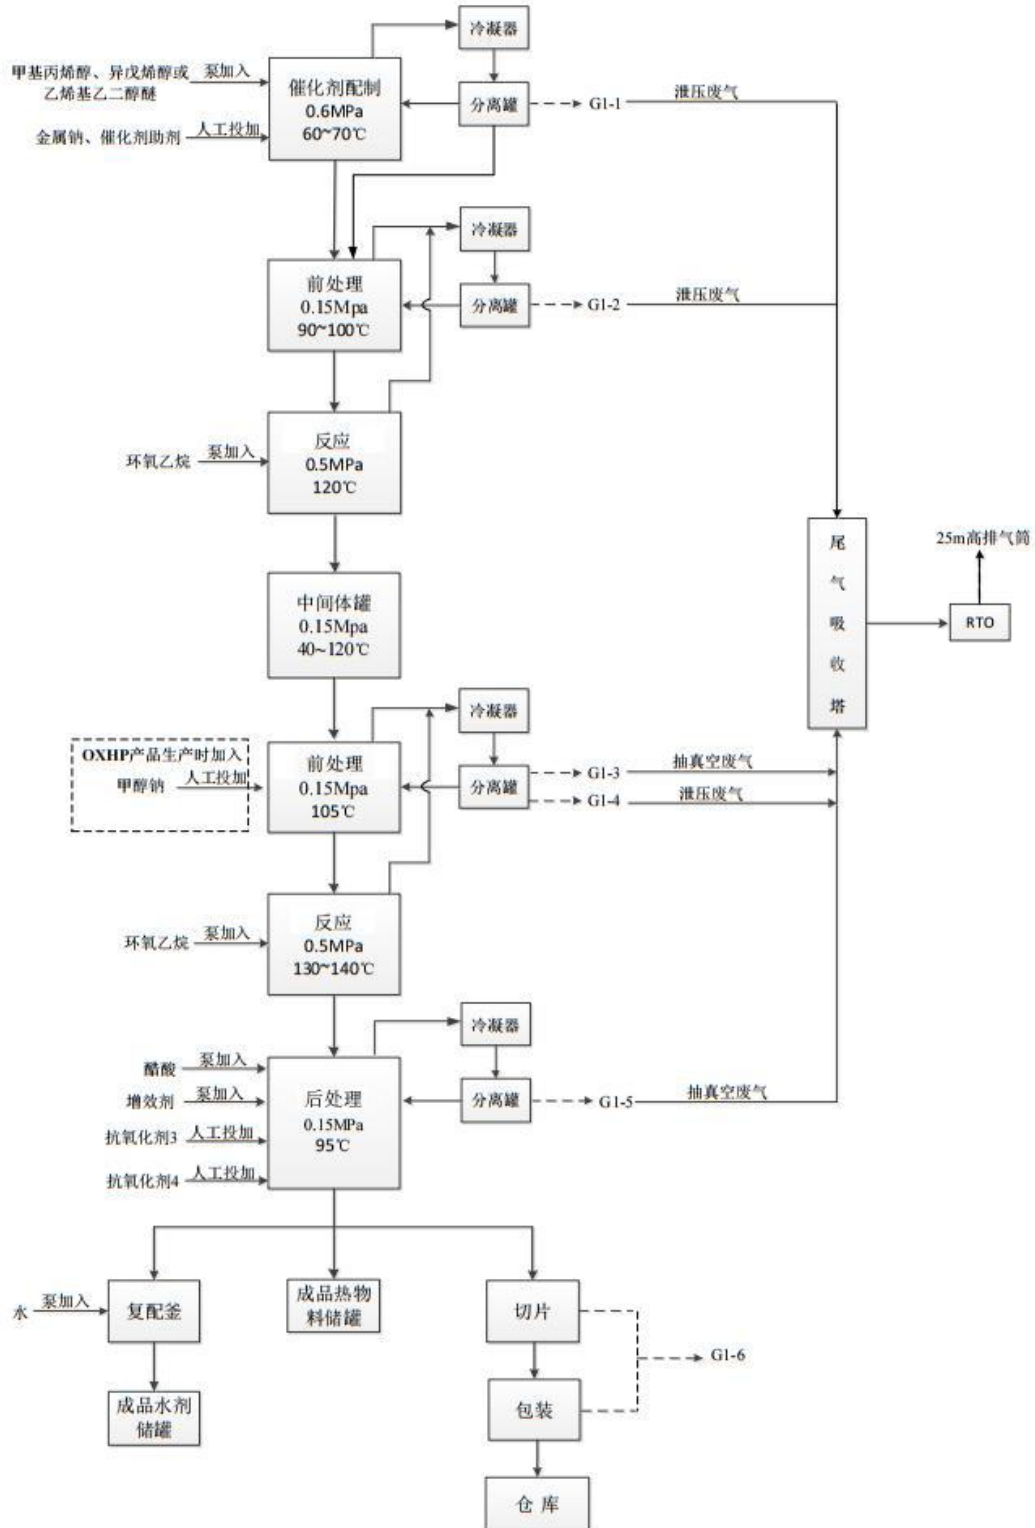 冷凝器
甲基丙烯醇、异戊烯醇或
乙烯基乙二醇醚
泵加入
催化剂配制
0.6MPa
60~70℃
分离罐
G1-1
泄压废气
金属钠、催化剂助剂
人工投加
冷凝器
前处理
0.15Mpa
90~100℃
分离罐
G1-2
泄压废气
环氧乙烷
泵加入
反应
0.5MPa
120℃
尾气吸收塔
25m高排气筒
RTO
中间体罐
0.15Mpa
40~120℃
冷凝器
OXHP产品生产时加入
甲醇钠
人工投加
前处理
0.15Mpa
105℃
分离罐
G1-3
抽真空废气
G1-4
泄压废气
环氧乙烷
泵加入
反应
0.5MPa
130~140℃
冷凝器
醋酸
泵加入
增效剂
泵加入
抗氧化剂3
人工投加
抗氧化剂4
人工投加
后处理
0.15MPa
95℃
分离罐
G1-5
抽真空废气
水
泵加入
复配釜
成品热物
料储罐
切片
G1-6
成品水剂
储罐
包装
仓库